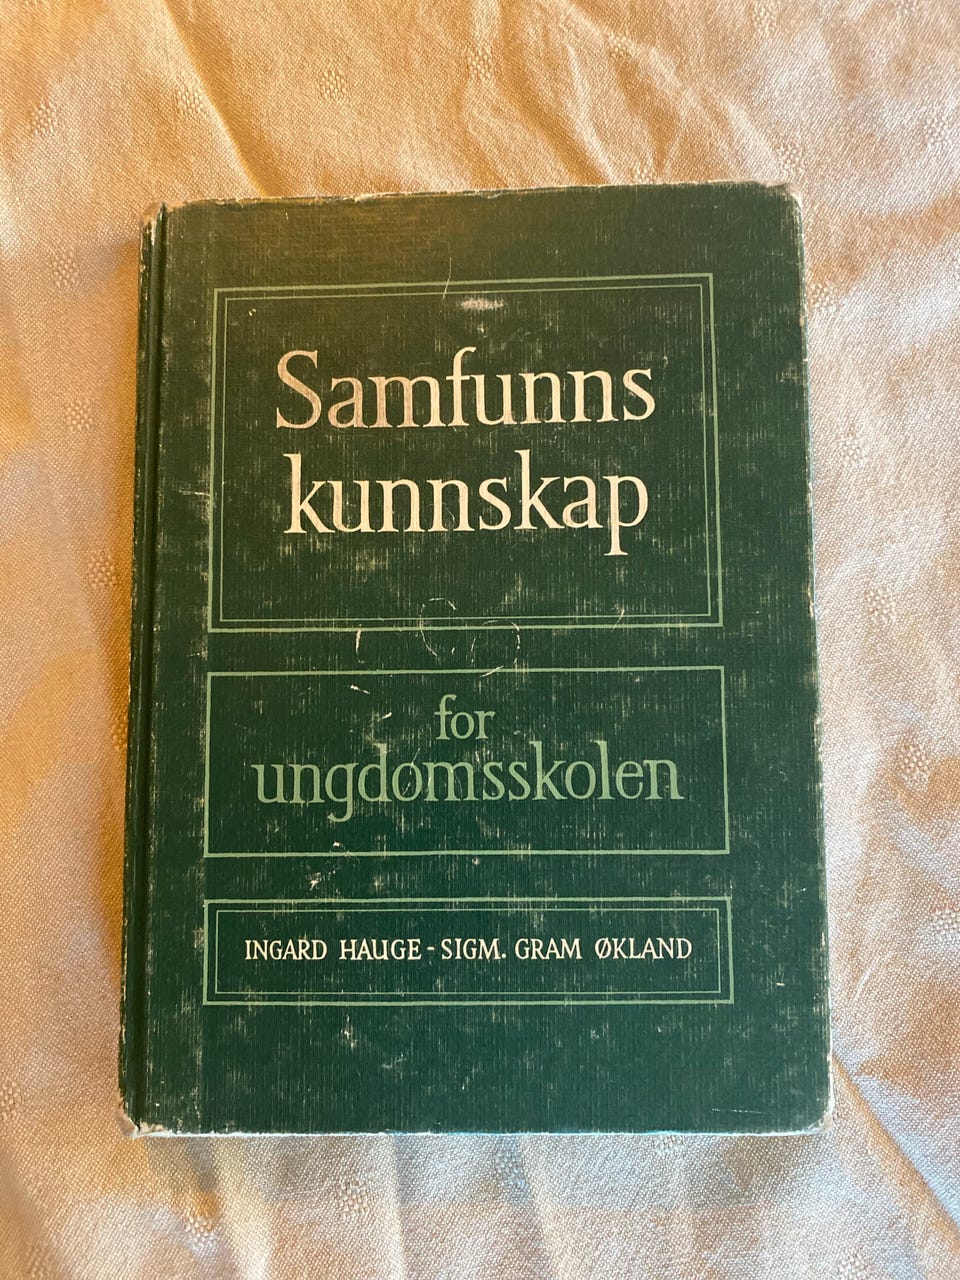 Samfunns
kunnskap
for
ungdomsskolen
INGARD HAUGE - SIGM. GRAM ØKLAND